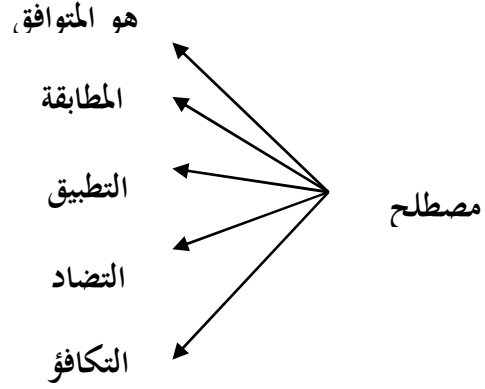 هو المتوافق
المطابقة
التطبيق
مصطلح
التضاد
التكافؤ